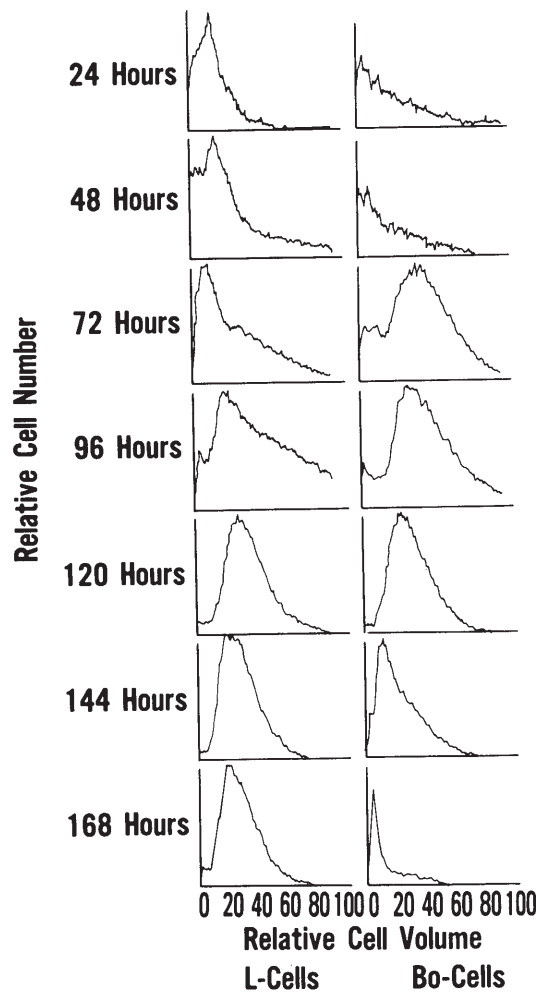 24 Hours
48 Hours
72 Hours
96 Hours
120 Hours
144 Hours
168 Hours
Relative Cell Number
0 20 40 60 80 100 0 20 40 60 80 100
Relative Cell Volume
L-Cells Bo-Cells